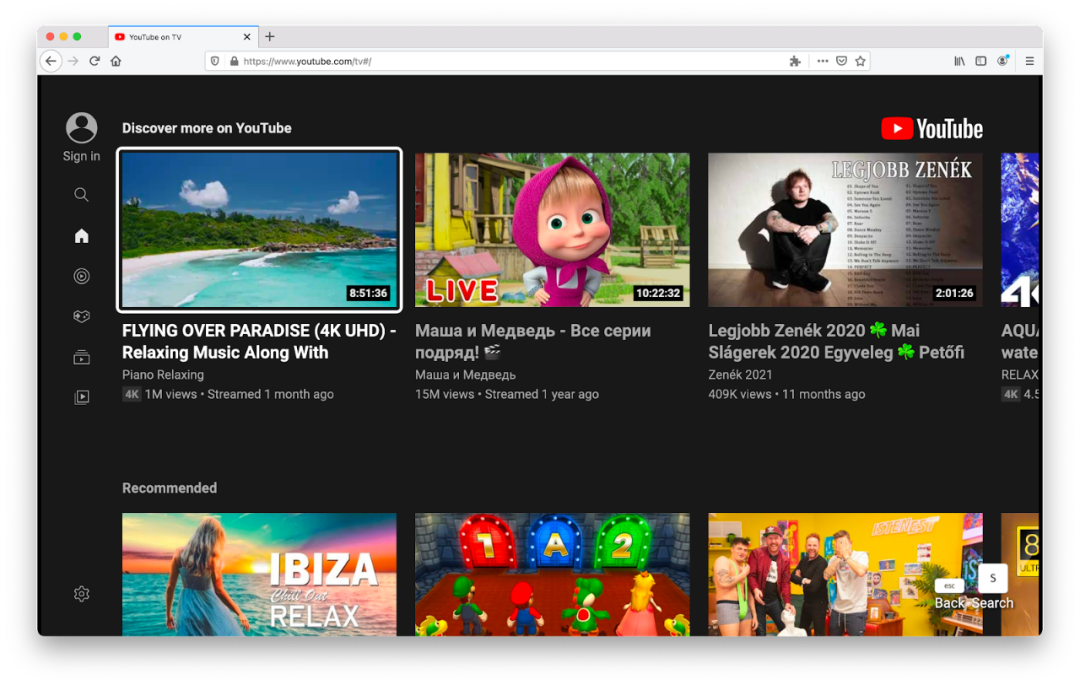 YouTube on TV
https://www.youtube.com/tv#/
Sign in
Discover more on YouTube
YouTube
8:51:36
LIVE
10:22:32
LEGJOBB ZENÉK
2:01:26
FLYING OVER PARADISE (4K UHD) -
Relaxing Music Along With
Piano Relaxing
4K 1M views • Streamed 1 month ago
Маша и Медведь - Все серии
подряд! 🎬
Маша и Медведь
15M views • Streamed 1 year ago
Legjobb Zenék 2020 ☘️ Mai
Slágerek 2020 Egyveleg ☘️ Petőfi
Zenék 2021
409K views • 11 months ago
AQUA
wate
RELAX
4K 4.5
Recommended
IBIZA
Chill Out
RELAX
1 A 2
ISTENEST
8
ULTR
esc
S
Back
Search